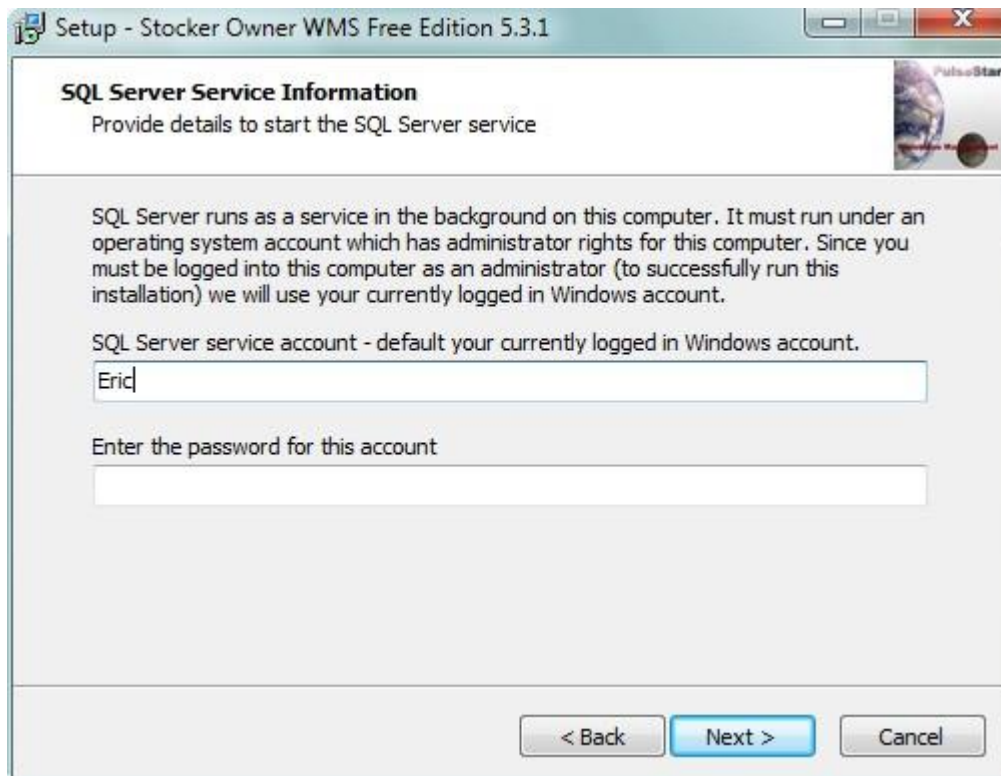 Setup - Stocker Owner WMS Free Edition 5.3.1
SQL Server Service Information
Provide details to start the SQL Server service
PulseStar
SQL Server runs as a service in the background on this computer. It must run under an
operating system account which has administrator rights for this computer. Since you
must be logged into this computer as an administrator (to successfully run this
installation) we will use your currently logged in Windows account.
SQL Server service account - default your currently logged in Windows account.
Eric
Enter the password for this account
< Back
Next >
Cancel